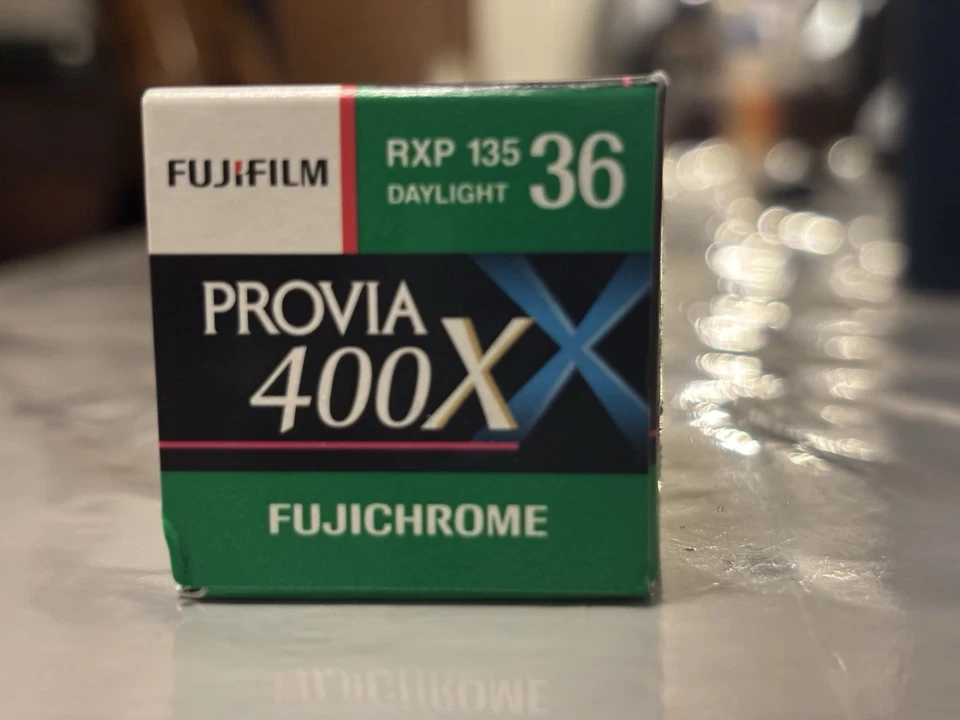 FUJIFILM
RXP 135 36
DAYLIGHT
PROVIA
400X
FUJICHROME